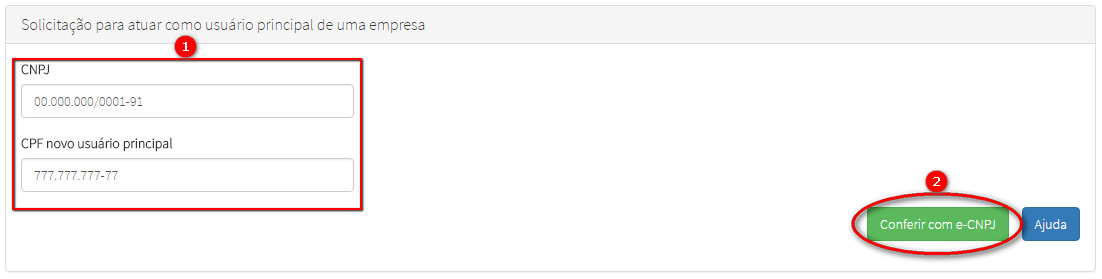 Solicitação para atuar como usuário principal de uma empresa
1
CNPJ
00.000.000/0001-91
CPF novo usuário principal
777.777.777-77
2
Conferir com e-CNPJ
Ajuda